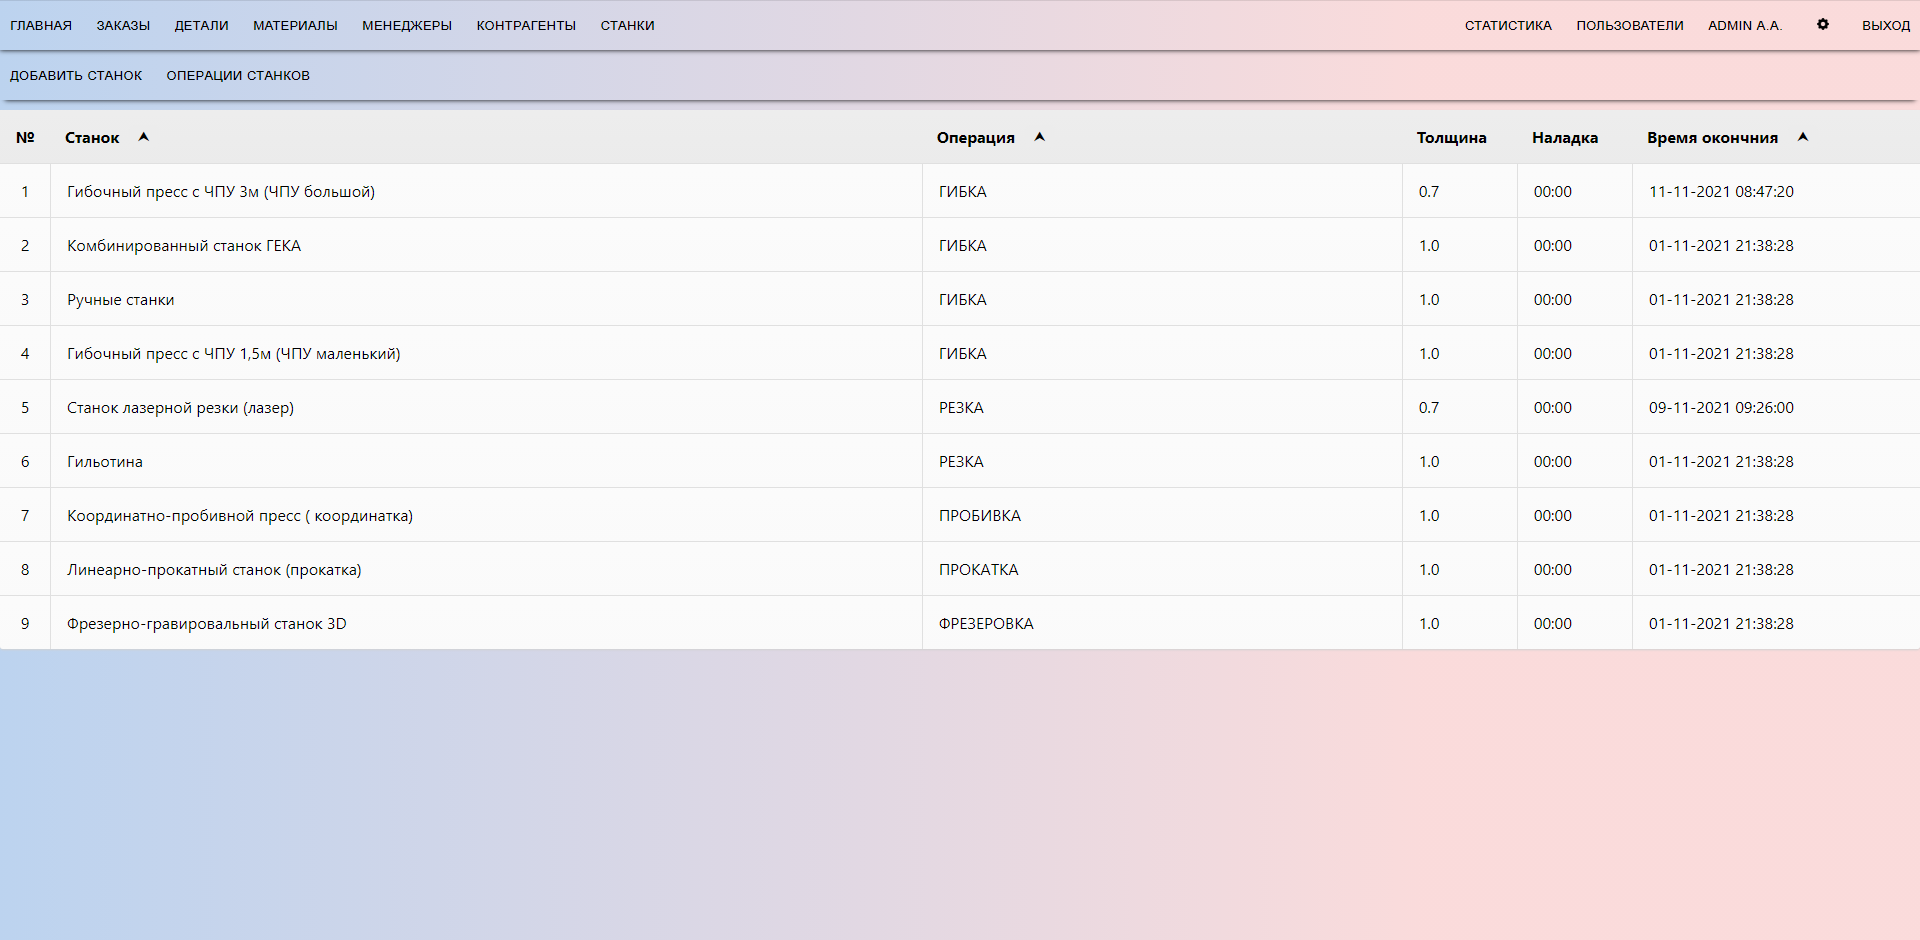 ГЛАВНАЯ ЗАКАЗЫ ДЕТАЛИ МАТЕРИАЛЫ МЕНЕДЖЕРЫ КОНТРАГЕНТЫ СТАНКИ СТАТИСТИКА ПОЛЬЗОВАТЕЛИ ADMIN A.A. ВЫХОД
ДОБАВИТЬ СТАНОК ОПЕРАЦИИ СТАНКОВ
№ Станок Операция Толщина Наладка Время окончния
1 Гибочный пресс с ЧПУ 3м (ЧПУ большой) ГИБКА 0.7 00:00 11-11-2021 08:47:20
2 Комбинированный станок ГЕКА ГИБКА 1.0 00:00 01-11-2021 21:38:28
3 Ручные станки ГИБКА 1.0 00:00 01-11-2021 21:38:28
4 Гибочный пресс с ЧПУ 1,5м (ЧПУ маленький) ГИБКА 1.0 00:00 01-11-2021 21:38:28
5 Станок лазерной резки (лазер) РЕЗКА 0.7 00:00 09-11-2021 09:26:00
6 Гильотина РЕЗКА 1.0 00:00 01-11-2021 21:38:28
7 Координатно-пробивной пресс ( координатка) ПРОБИВКА 1.0 00:00 01-11-2021 21:38:28
8 Линеарно-прокатный станок (прокатка) ПРОКАТКА 1.0 00:00 01-11-2021 21:38:28
9 Фрезерно-гравировальный станок 3D ФРЕЗЕРОВКА 1.0 00:00 01-11-2021 21:38:28